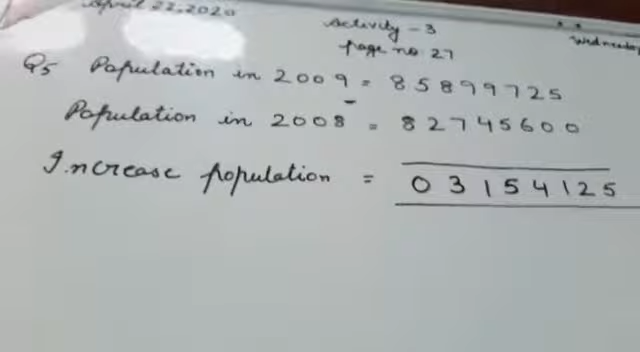 April 22, 2020
Activity - 3
Wednesday
page no 27
Q5 Population in 2009 = 85899725
- Population in 2008 = 82745600
Increase population = 03154125